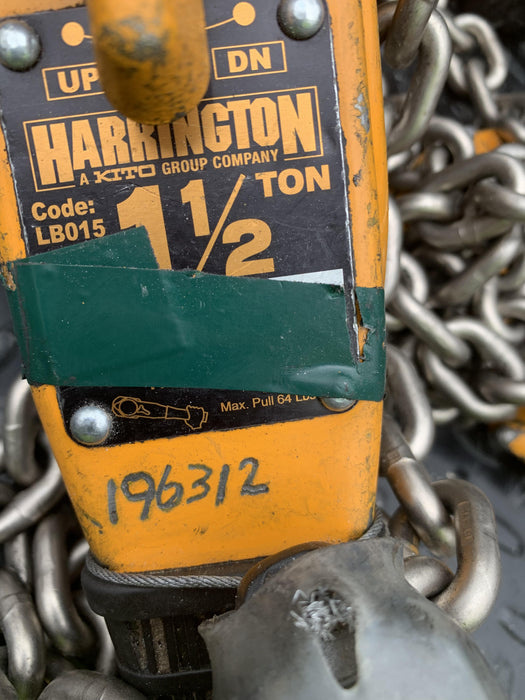 UP DN
HARRINGTON
A KITO GROUP COMPANY
Code: 1 1/2 TON
LB015
Max. Pull 64 Lbs
196312